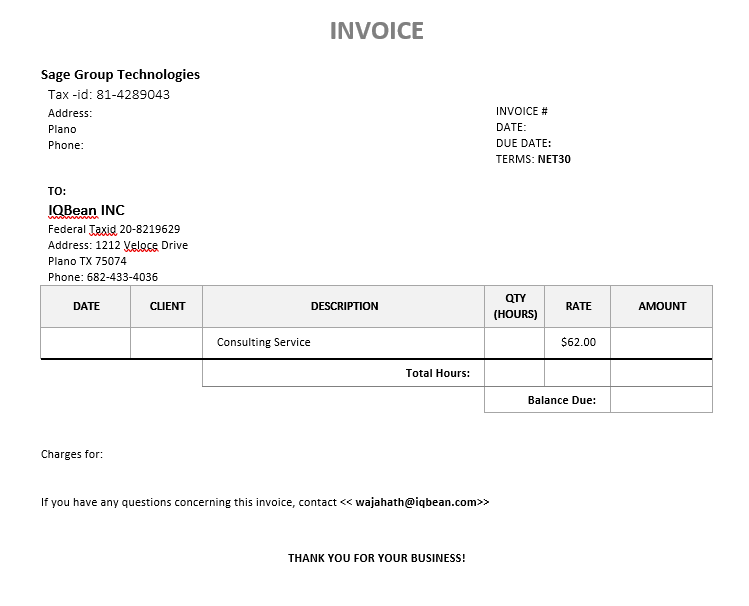 INVOICE
Sage Group Technologies
Tax -id: 81-4289043
Address:
Plano
Phone:
INVOICE #
DATE:
DUE DATE:
TERMS: NET30
TO:
IQBean INC
Federal Taxid 20-8219629
Address: 1212 Veloce Drive
Plano TX 75074
Phone: 682-433-4036
DATE CLIENT DESCRIPTION QTY (HOURS) RATE AMOUNT
Consulting Service $62.00
Total Hours:
Balance Due:
Charges for:
If you have any questions concerning this invoice, contact << wajahath@iqbean.com>>
THANK YOU FOR YOUR BUSINESS!